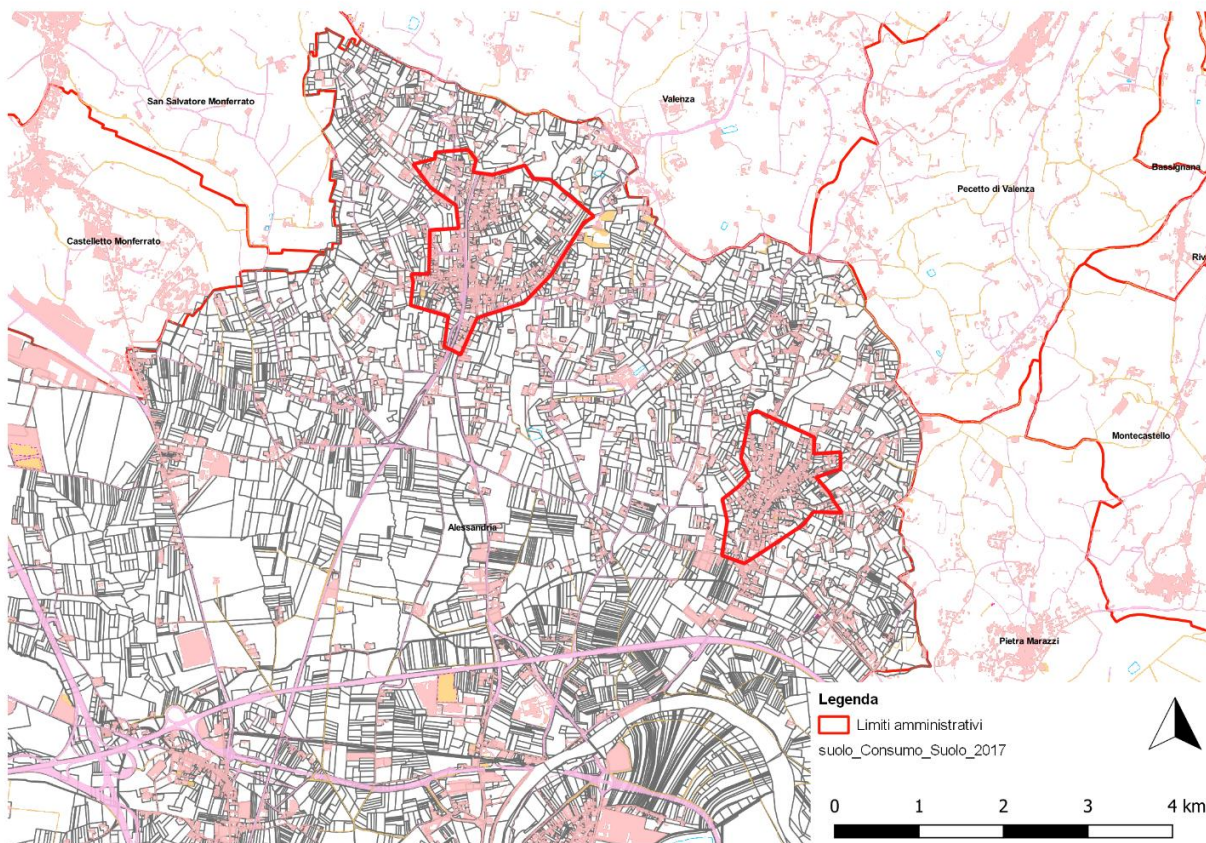 San Salvatore Monferrato
Valenza
Bassignana
Pecetto di Valenza
Castelletto Monferrato
Riv
Montecastello
Alessandria
Pietra Marazzi
Legenda
Limiti amministrativi
suolo_Consumo_Suolo_2017
0 1 2 3 4 km